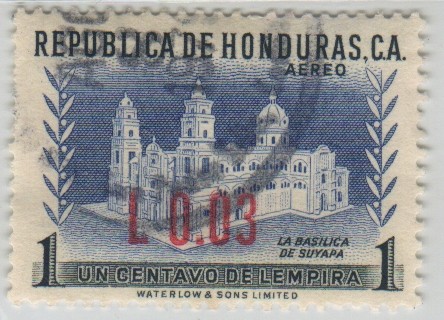 REPUBLICA DE HONDURAS, C.A.
AEREO
L 0.03
LA BASILICA
DE SUYAPA
1 UN CENTAVO DE LEMPIRA 1
WATERLOW & SONS LIMITED